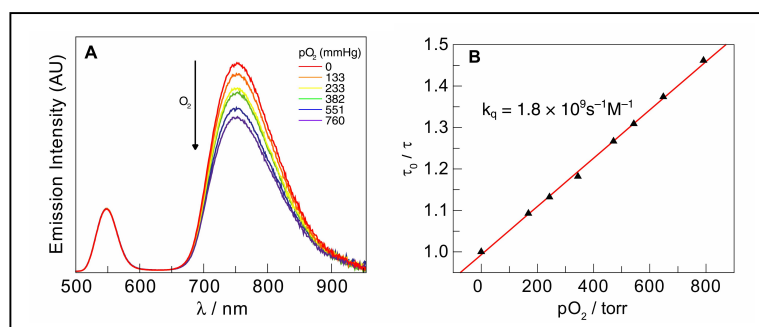 A
pO₂ (mmHg)
0
133
233
382
551
760
O₂
Emission Intensity (AU)
500 600 700 800 900
λ / nm
B
k_q = 1.8 × 10⁹s⁻¹M⁻¹
1.5
1.4
1.3
1.2
1.1
1.0
τ₀ / τ
0 200 400 600 800
pO₂ / torr